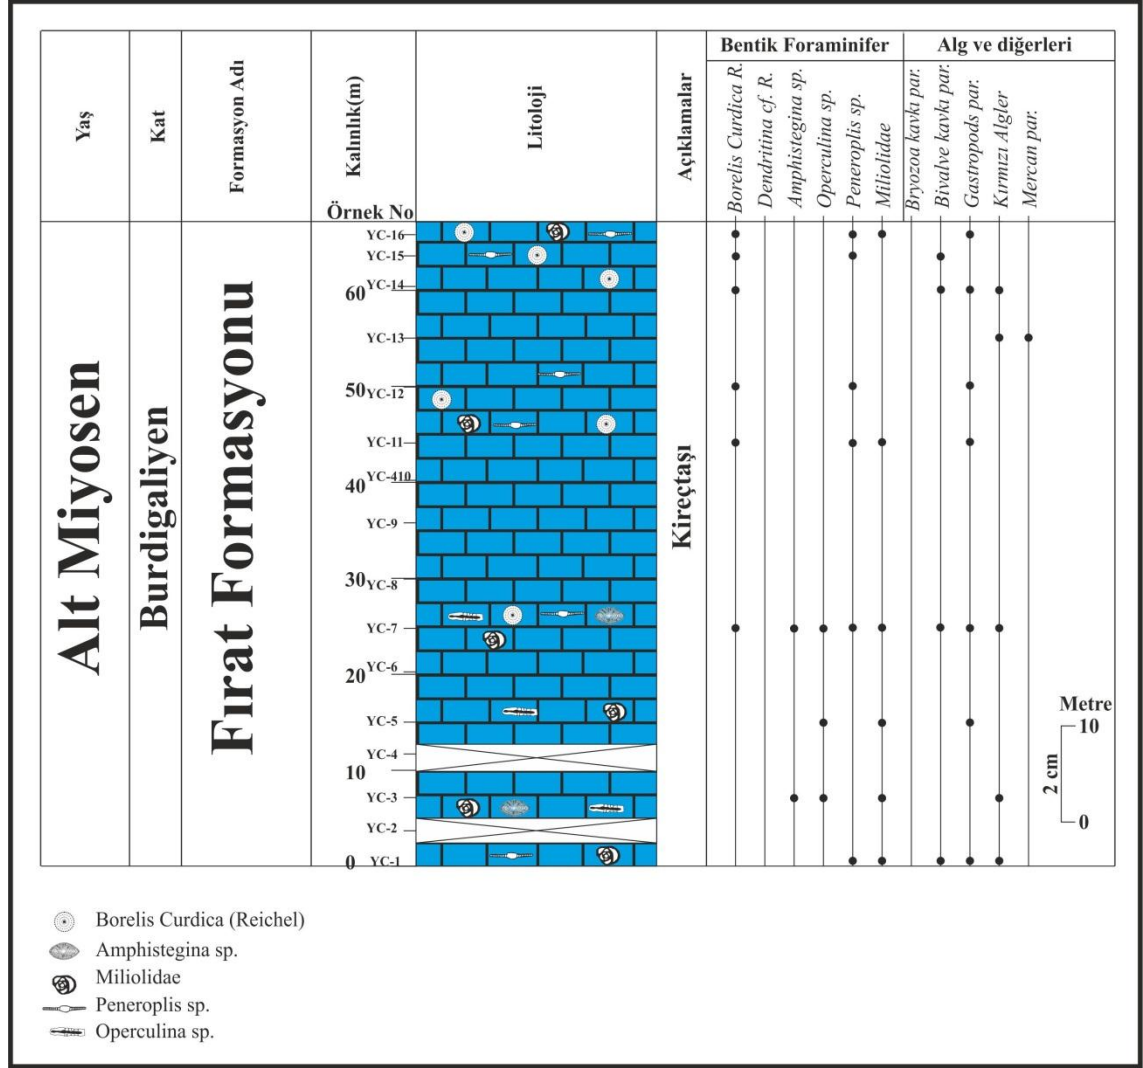 Yaş
Kat
Formasyon Adı
Kalınlık(m)
Örnek No
Litoloji
Açıklamalar
Bentik Foraminifer
Alg ve diğerleri
Borelis Curdica R.
Dendritina cf. R.
Amphistegina sp.
Operculina sp.
Peneroplis sp.
Miliolidae
Bryozoa kavkı par.
Bivalve kavkı par.
Gastropods par.
Kırmızı Algler
Mercan par.
Alt Miyosen
Burdigaliyen
Fırat Formasyonu
Kireçtaşı
YC-16
YC-15
YC-14
60
YC-13
50 YC-12
YC-11
YC-410
40
YC-9
30 YC-8
YC-7
YC-6
20
YC-5
YC-4
10
YC-3
YC-2
0 YC-1
Metre
10
2 cm
0
Borelis Curdica (Reichel)
Amphistegina sp.
Miliolidae
Peneroplis sp.
Operculina sp.